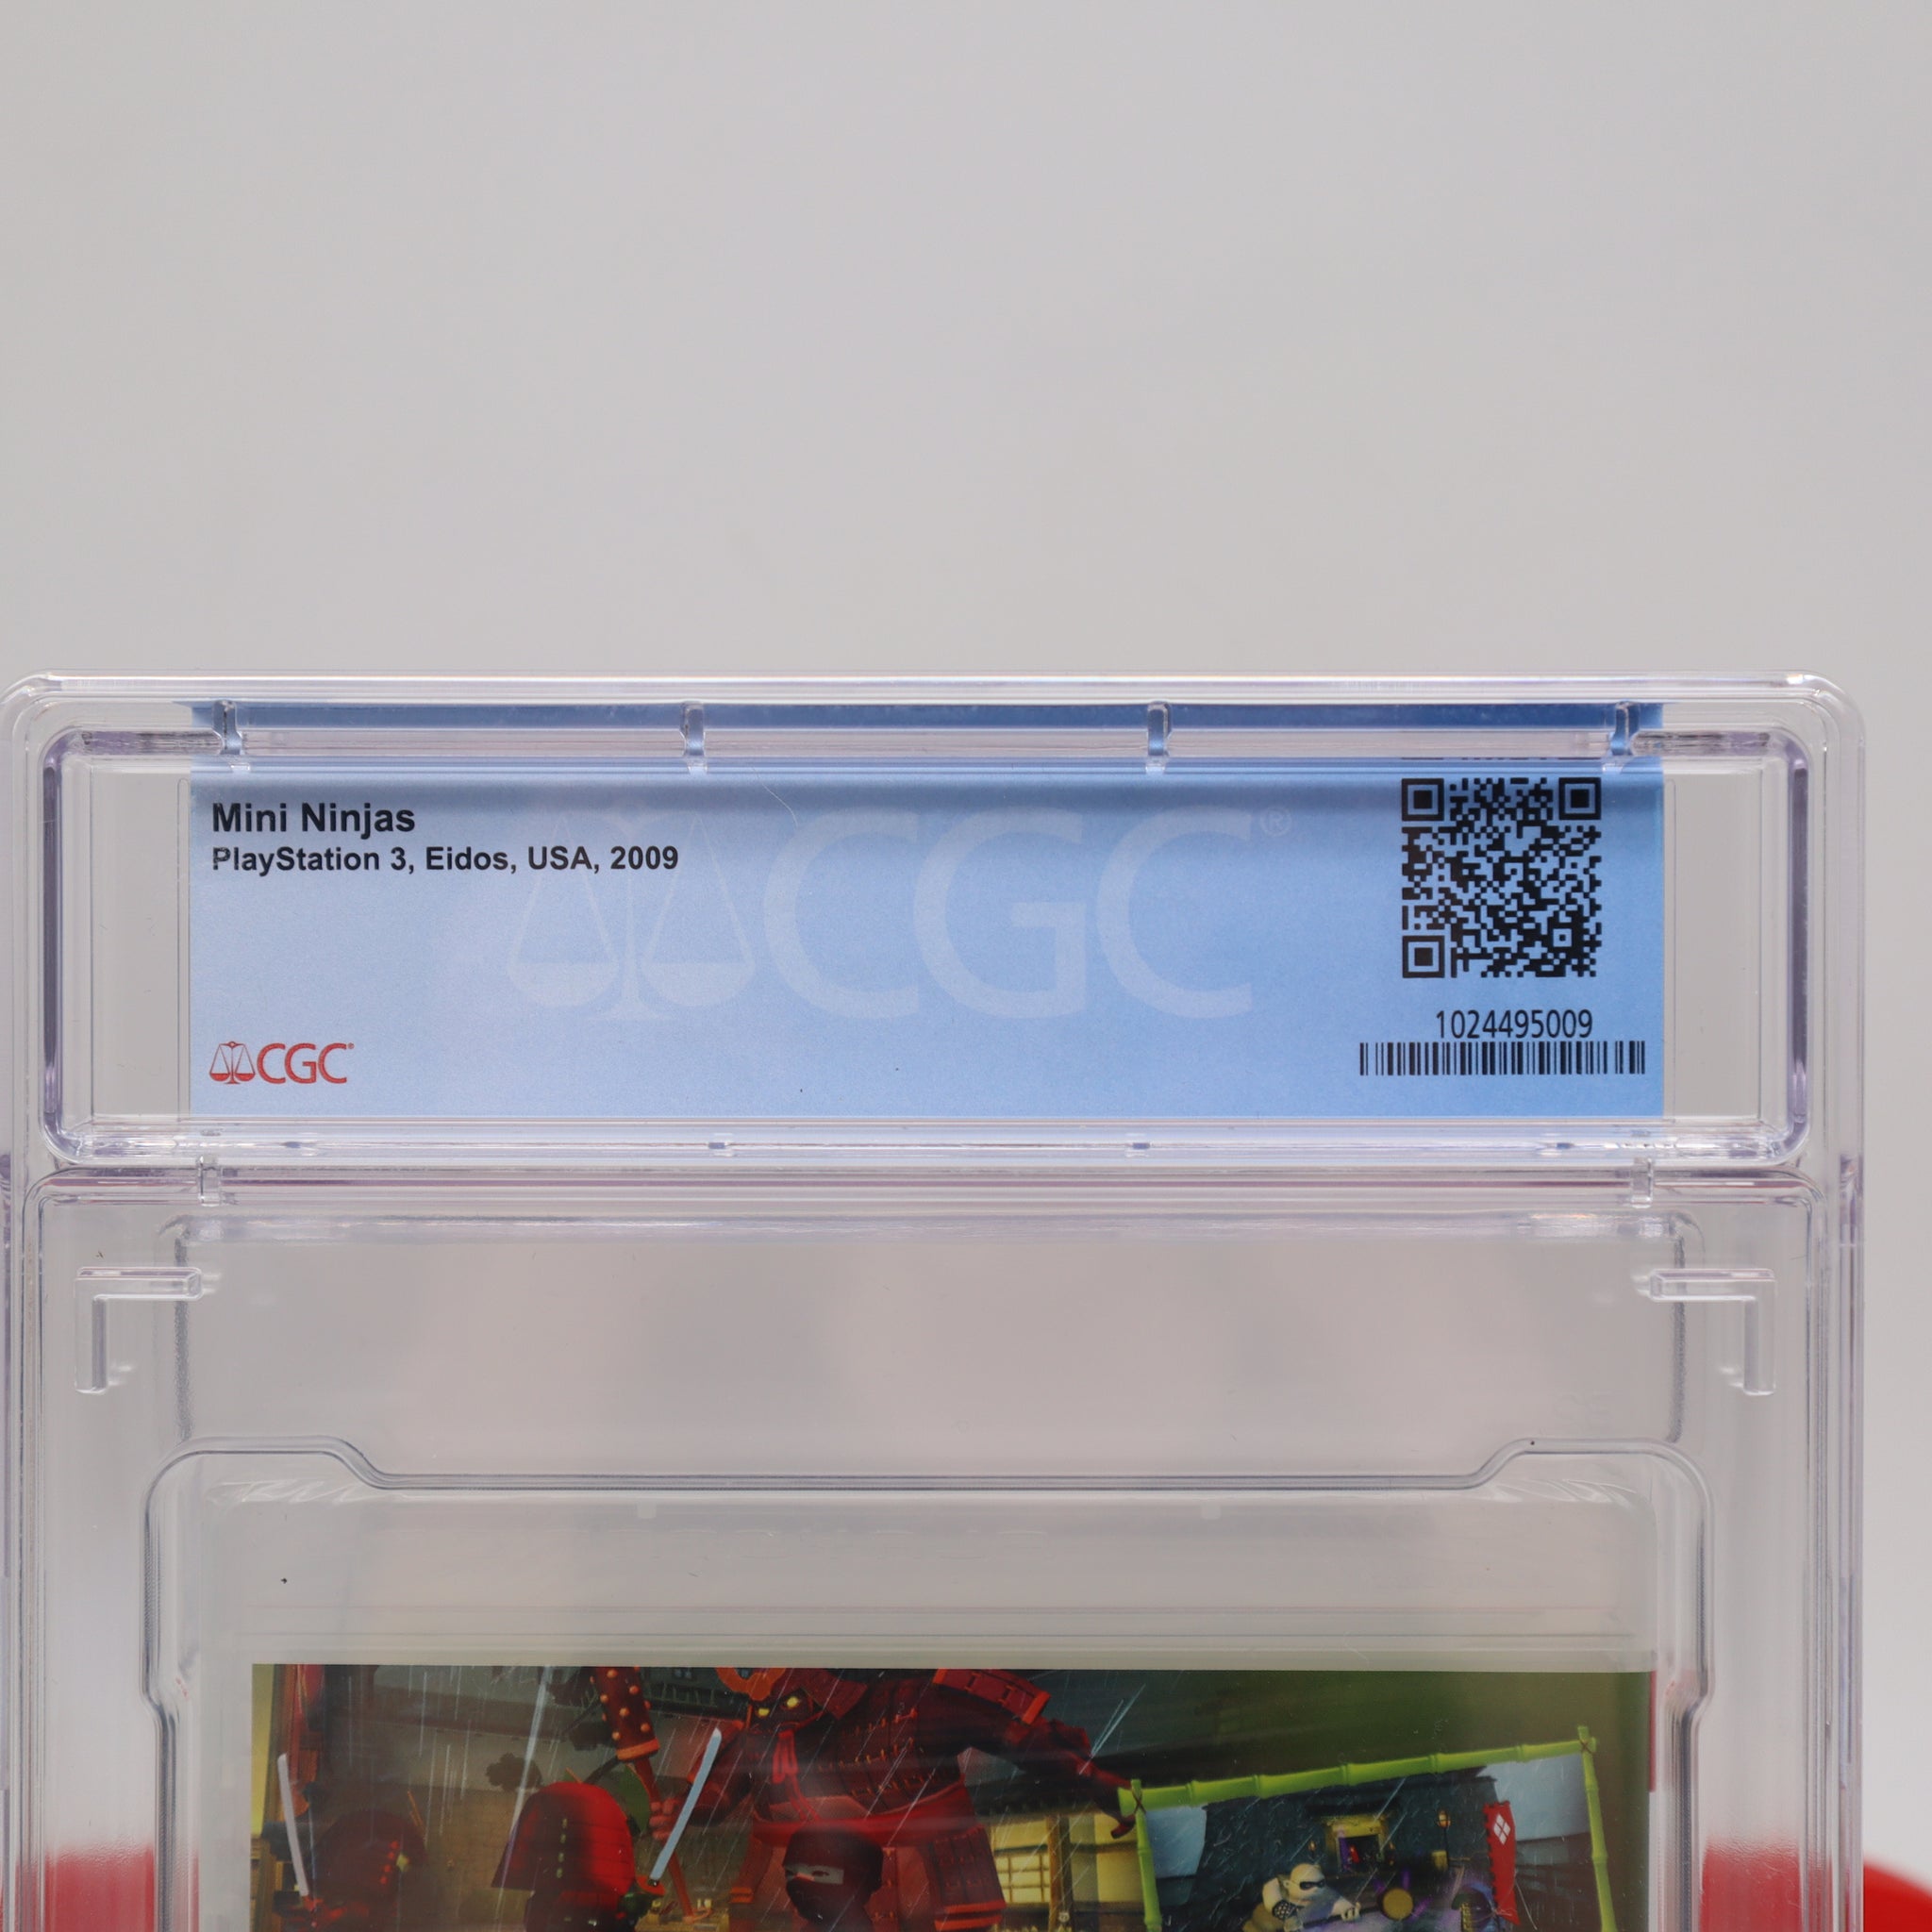 Mini Ninjas
PlayStation 3, Eidos, USA, 2009
CGC®
1024495009
CGC®